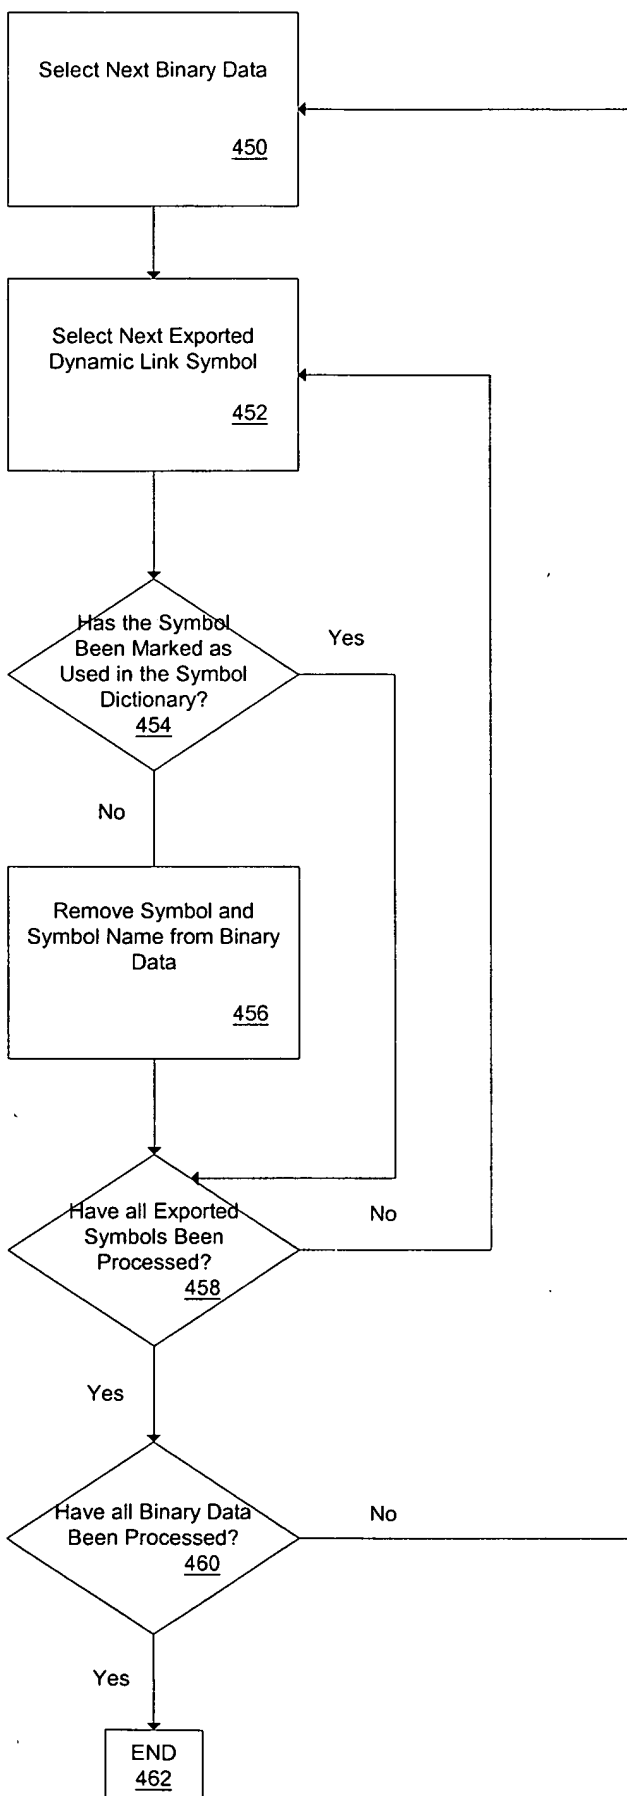 Select Next Binary Data
450
Select Next Exported
Dynamic Link Symbol
452
Has the Symbol
Been Marked as
Used in the Symbol
Dictionary?
454
Yes
No
Remove Symbol and
Symbol Name from Binary
Data
456
Have all Exported
Symbols Been
Processed?
458
No
Yes
Have all Binary Data
Been Processed?
460
No
Yes
END
462